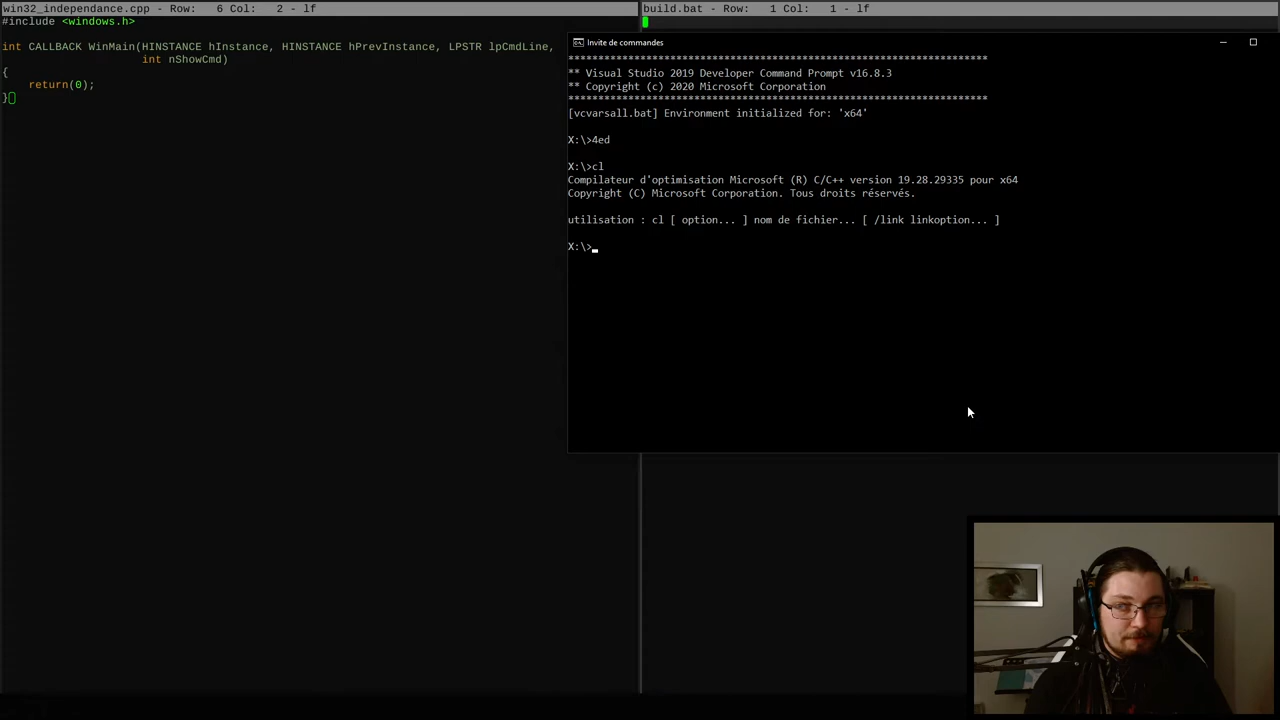 win32_independance.cpp - Row:   6 Col:   2 - lf
#include <windows.h>
int CALLBACK WinMain(HINSTANCE hInstance, HINSTANCE hPrevInstance, LPSTR lpCmdLine,
int nShowCmd)
{
return(0);
}
build.bat - Row:   1 Col:   1 - lf
Invite de commandes
**********************************************************************
** Visual Studio 2019 Developer Command Prompt v16.8.3
** Copyright (c) 2020 Microsoft Corporation
**********************************************************************
[vcvarsall.bat] Environment initialized for: 'x64'
X:\>4ed
X:\>cl
Compilateur d'optimisation Microsoft (R) C/C++ version 19.28.29335 pour x64
Copyright (C) Microsoft Corporation. Tous droits réservés.
utilisation : cl [ option... ] nom de fichier... [ /link linkoption... ]
X:\>